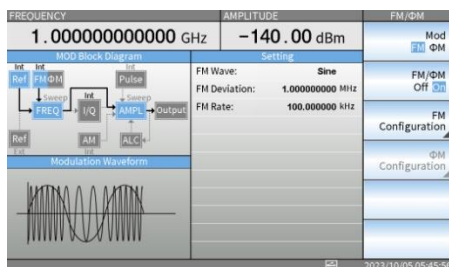 FREQUENCY
AMPLITUDE
FM/ΦM
1.000000000000 GHz
-140.00 dBm
Mod
FM ΦM
MOD Block Diagram
Setting
Int Int Int
Ref FM ΦM Pulse
Sweep Int Sweep
FREQ I/Q AMPL Output
Int
Ref AM ALC
Ext
FM Wave: Sine
FM Deviation: 1.000000000 MHz
FM Rate: 100.000000 kHz
FM/ΦM
Off On
FM
Configuration
ΦM
Configuration
Modulation Waveform
2023/10/05 05:45:50